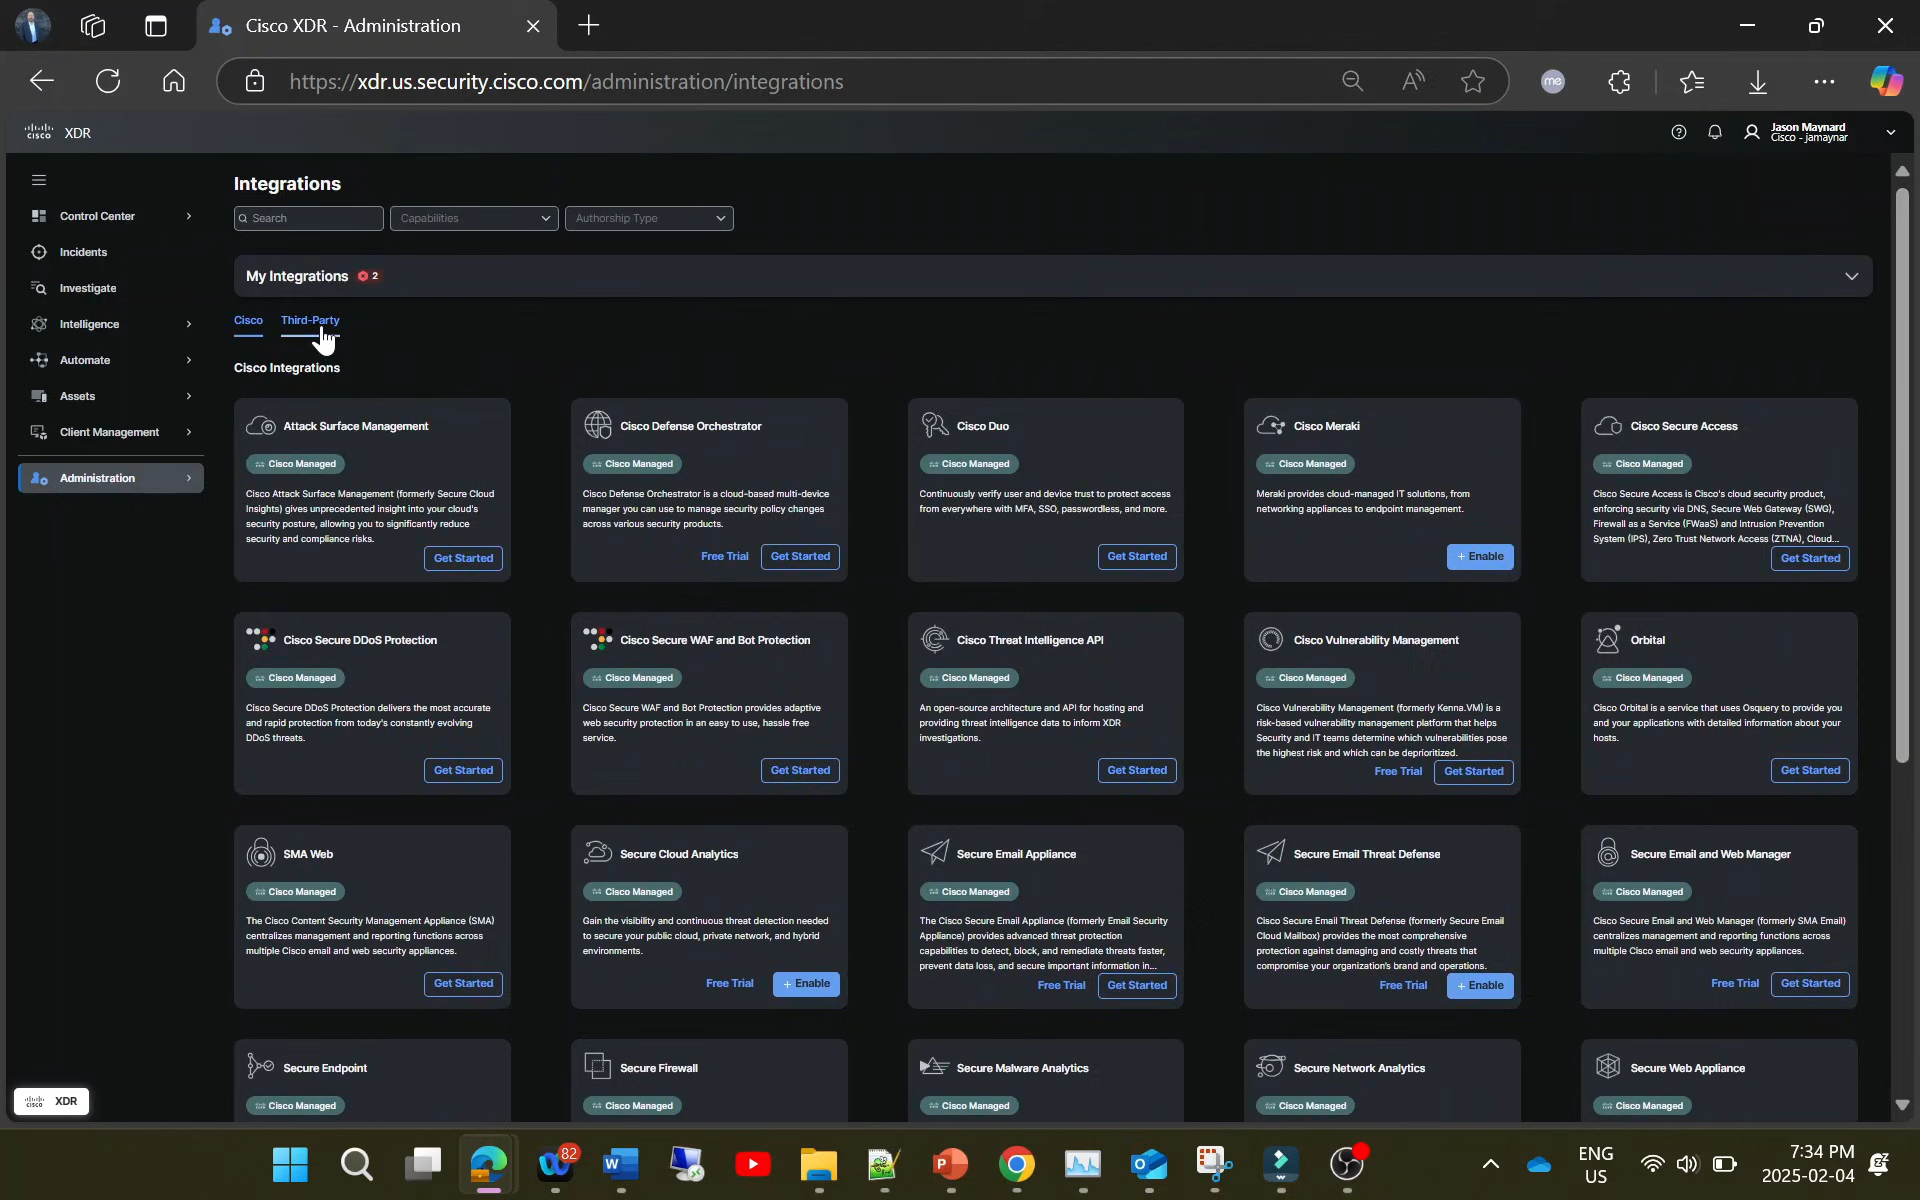 Cisco XDR - Administration
https://xdr.us.security.cisco.com/administration/integrations
me
CISCO XDR
Jason Maynard
Cisco - jamaynar
Control Center
Incidents
Investigate
Intelligence
Automate
Assets
Client Management
Administration
Integrations
Search
Capabilities
Authorship Type
My Integrations 2
Cisco Third-Party
Cisco Integrations
Attack Surface Management
Cisco Managed
Cisco Attack Surface Management (formerly Secure Cloud
Insights) gives unprecedented insight into your cloud's
security posture, allowing you to significantly reduce
security and compliance risks.
Get Started
Cisco Defense Orchestrator
Cisco Managed
Cisco Defense Orchestrator is a cloud-based multi-device
manager you can use to manage security policy changes
across various security products.
Free Trial Get Started
Cisco Duo
Cisco Managed
Continuously verify user and device trust to protect access
from everywhere with MFA, SSO, passwordless, and more.
Get Started
Cisco Meraki
Cisco Managed
Meraki provides cloud-managed IT solutions, from
networking appliances to endpoint management.
+ Enable
Cisco Secure Access
Cisco Managed
Cisco Secure Access is Cisco's cloud security product,
enforcing security via DNS, Secure Web Gateway (SWG),
Firewall as a Service (FWaaS) and Intrusion Prevention
System (IPS), Zero Trust Network Access (ZTNA), Cloud...
Get Started
Cisco Secure DDoS Protection
Cisco Managed
Cisco Secure DDoS Protection delivers the most accurate
and rapid protection from today's constantly evolving
DDoS threats.
Get Started
Cisco Secure WAF and Bot Protection
Cisco Managed
Cisco Secure WAF and Bot Protection provides adaptive
web security protection in an easy to use, hassle free
service.
Get Started
Cisco Threat Intelligence API
Cisco Managed
An open-source architecture and API for hosting and
providing threat intelligence data to inform XDR
investigations.
Get Started
Cisco Vulnerability Management
Cisco Managed
Cisco Vulnerability Management (formerly Kenna.VM) is a
risk-based vulnerability management platform that helps
Security and IT teams determine which vulnerabilities pose
the highest risk and which can be deprioritized.
Free Trial Get Started
Orbital
Cisco Managed
Cisco Orbital is a service that uses Osquery to provide you
and your applications with detailed information about your
hosts.
Get Started
SMA Web
Cisco Managed
The Cisco Content Security Management Appliance (SMA)
centralizes management and reporting functions across
multiple Cisco email and web security appliances.
Get Started
Secure Cloud Analytics
Cisco Managed
Gain the visibility and continuous threat detection needed
to secure your public cloud, private network, and hybrid
environments.
Free Trial + Enable
Secure Email Appliance
Cisco Managed
The Cisco Secure Email Appliance (formerly Email Security
Appliance) provides advanced threat protection
capabilities to detect, block, and remediate threats faster,
prevent data loss, and secure important information in...
Free Trial Get Started
Secure Email Threat Defense
Cisco Managed
Cisco Secure Email Threat Defense (formerly Secure Email
Cloud Mailbox) provides the most comprehensive
protection against damaging and costly threats that
compromise your organization's brand and operations.
Free Trial + Enable
Secure Email and Web Manager
Cisco Managed
Cisco Secure Email and Web Manager (formerly SMA Email)
centralizes management and reporting functions across
multiple Cisco email and web security appliances.
Free Trial Get Started
Secure Endpoint
Cisco Managed
Secure Firewall
Cisco Managed
Secure Malware Analytics
Cisco Managed
Secure Network Analytics
Cisco Managed
Secure Web Appliance
Cisco Managed
CISCO XDR
82
ENG
US
7:34 PM
2025-02-04